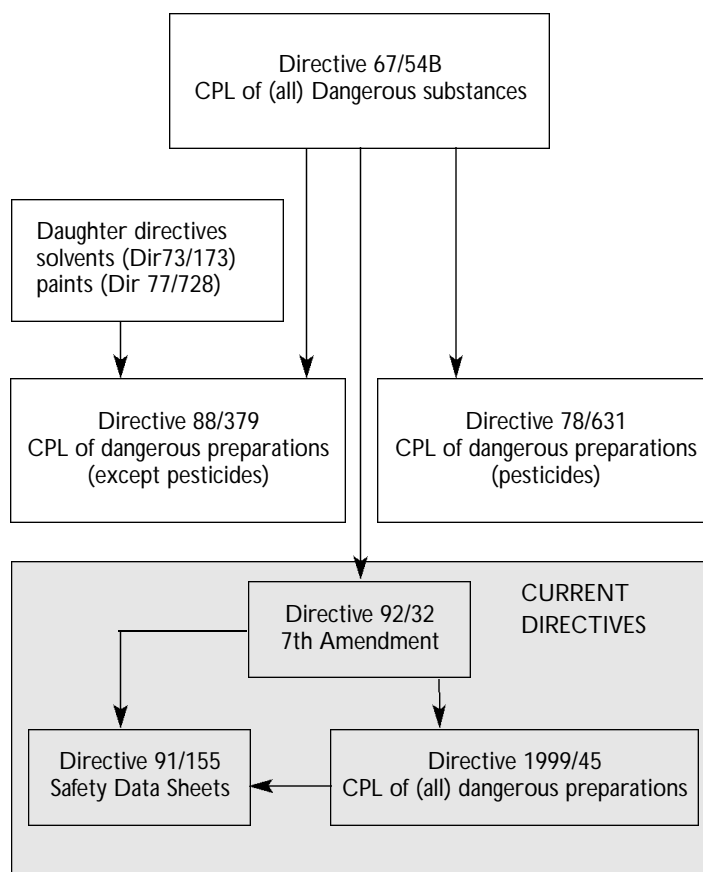 Directive 67/54B
CPL of (all) Dangerous substances
Daughter directives
solvents (Dir73/173)
paints (Dir 77/728)
Directive 88/379
CPL of dangerous preparations
(except pesticides)
Directive 78/631
CPL of dangerous preparations
(pesticides)
CURRENT
DIRECTIVES
Directive 92/32
7th Amendment
Directive 91/155
Safety Data Sheets
Directive 1999/45
CPL of (all) dangerous preparations